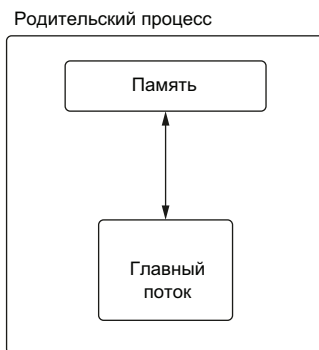 Родительский процесс
Память
Главный
поток